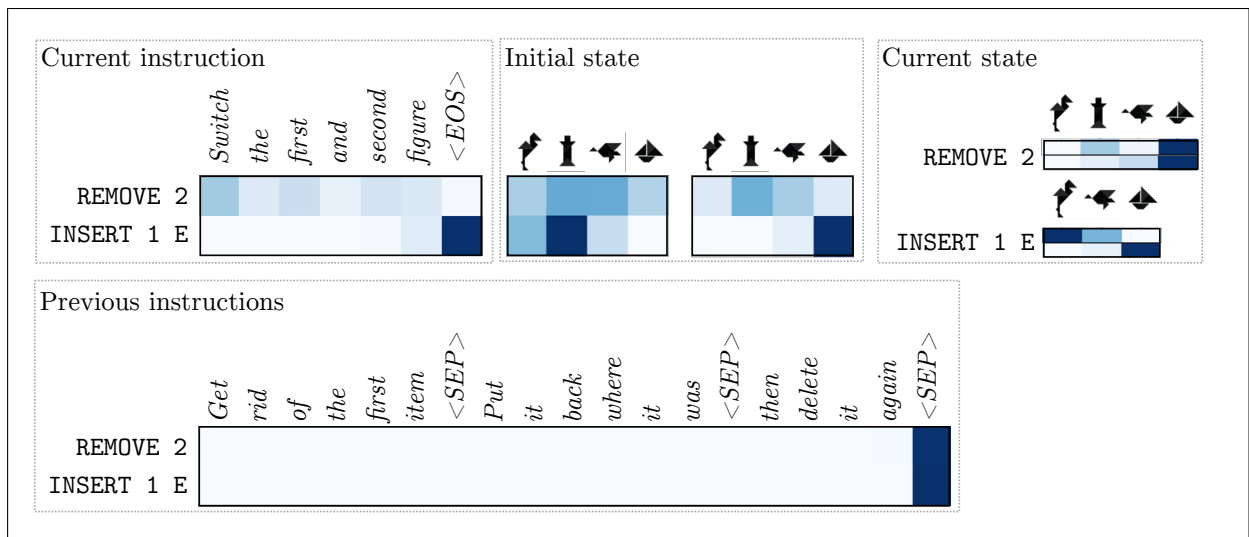 Current instruction
Switch the first and second figure <EOS>
REMOVE 2
INSERT 1 E
Initial state
Current state
REMOVE 2
INSERT 1 E
Previous instructions
Get rid of the first item <SEP> Put it back where it was <SEP> then delete it again <SEP>
REMOVE 2
INSERT 1 E